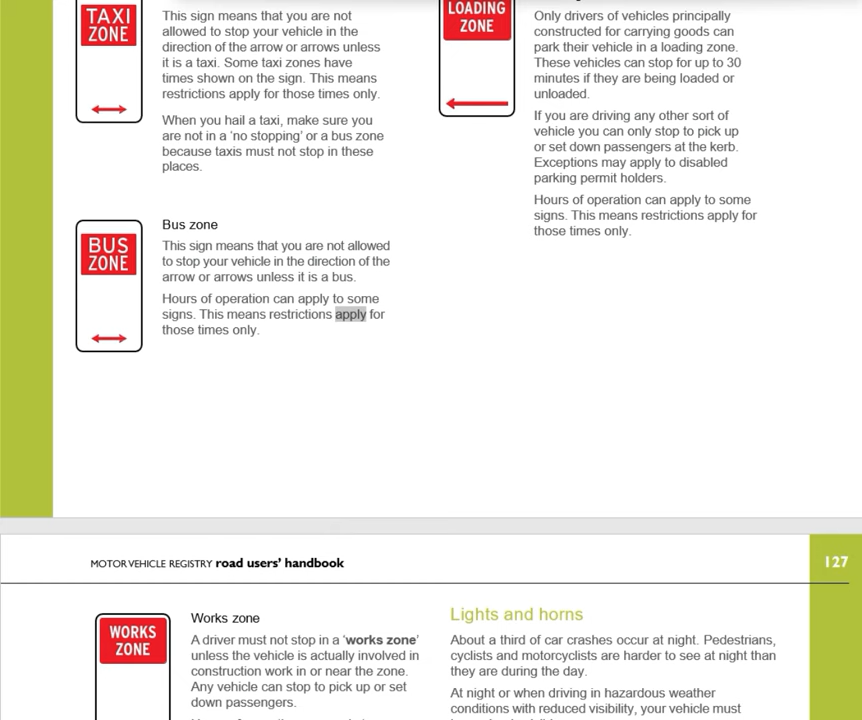 TAXI
ZONE
This sign means that you are not
allowed to stop your vehicle in the
direction of the arrow or arrows unless
it is a taxi. Some taxi zones have
times shown on the sign. This means
restrictions apply for those times only.
When you hail a taxi, make sure you
are not in a ‘no stopping’ or a bus zone
because taxis must not stop in these
places.
BUS
ZONE
Bus zone
This sign means that you are not allowed
to stop your vehicle in the direction of the
arrow or arrows unless it is a bus.
Hours of operation can apply to some
signs. This means restrictions apply for
those times only.
LOADING
ZONE
Only drivers of vehicles principally
constructed for carrying goods can
park their vehicle in a loading zone.
These vehicles can stop for up to 30
minutes if they are being loaded or
unloaded.
If you are driving any other sort of
vehicle you can only stop to pick up
or set down passengers at the kerb.
Exceptions may apply to disabled
parking permit holders.
Hours of operation can apply to some
signs. This means restrictions apply for
those times only.
MOTOR VEHICLE REGISTRY road users’ handbook
127
WORKS
ZONE
Works zone
A driver must not stop in a ‘works zone’
unless the vehicle is actually involved in
construction work in or near the zone.
Any vehicle can stop to pick up or set
down passengers.
Lights and horns
About a third of car crashes occur at night. Pedestrians,
cyclists and motorcyclists are harder to see at night than
they are during the day.
At night or when driving in hazardous weather
conditions with reduced visibility, your vehicle must